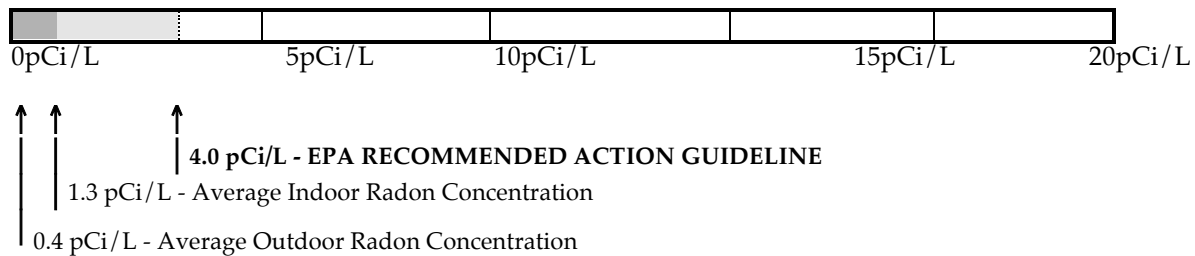 0pCi/L 5pCi/L 10pCi/L 15pCi/L 20pCi/L
4.0 pCi/L - EPA RECOMMENDED ACTION GUIDELINE
1.3 pCi/L - Average Indoor Radon Concentration
0.4 pCi/L - Average Outdoor Radon Concentration